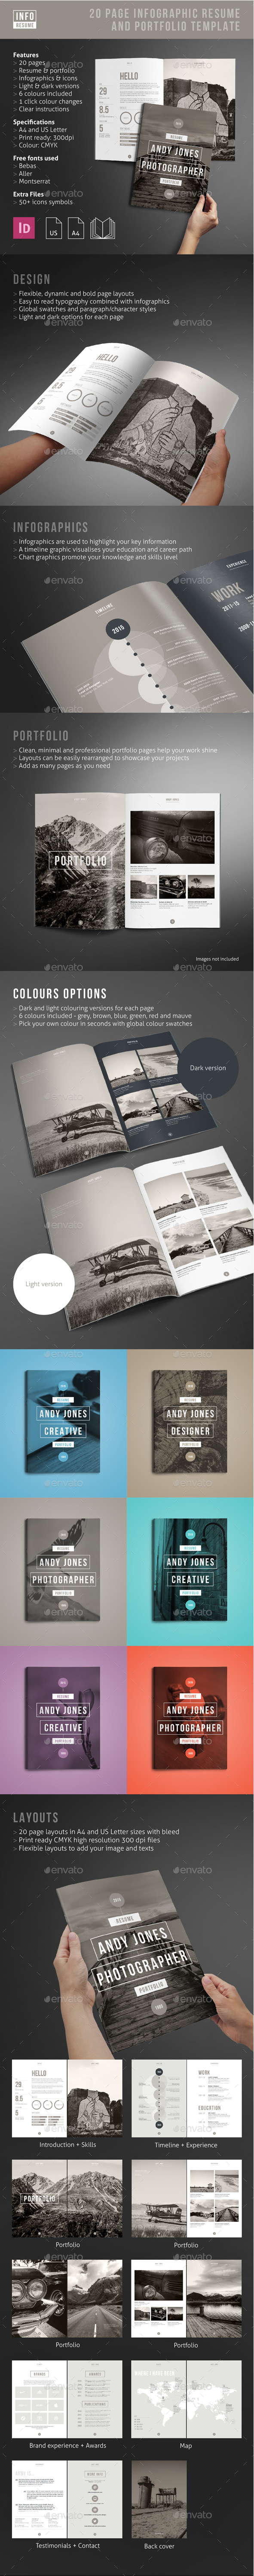 INFO
RESUME
20 PAGE INFOGRAPHIC RESUME
AND PORTFOLIO TEMPLATE
Features
> 20 pages
> Resume & portfolio
> Infographics & icons
> Light & dark versions
> 6 colours included
> 1 click colour changes
> Clear instructions
Specifications
> A4 and US Letter
> Print ready, 300dpi
> Colour: CMYK
Free fonts used
> Bebas
> Aller
> Montserrat
Extra Files
> 50+ icons symbols
Id
US
A4
HELLO
29
8.5
5
RESUME
ANDY JONES
PHOTOGRAPHER
PORTFOLIO
DESIGN
> Flexible, dynamic and bold page layouts
> Easy to read typography combined with infographics
> Global swatches and paragraph/character styles
> Light and dark options for each page
HELLO
INFOGRAPHICS
> Infographics are used to highlight your key information
> A timeline graphic visualises your education and career path
> Chart graphics promote your knowledge and skills level
TIMELINE
2015
EXPERIENCE
WORK
2011-15
PORTFOLIO
> Clean, minimal and professional portfolio pages help your work shine
> Layouts can be easily rearranged to showcase your projects
> Add as many pages as you need
PORTFOLIO
Images not included
COLOURS OPTIONS
> Dark and light colouring versions for each page
> 6 colours included - grey, brown, blue, green, red and mauve
> Pick your own colour in seconds with global colour swatches
Dark version
Light version
RESUME
ANDY JONES
CREATIVE
PORTFOLIO
RESUME
ANDY JONES
DESIGNER
PORTFOLIO
RESUME
ANDY JONES
PHOTOGRAPHER
PORTFOLIO
RESUME
ANDY JONES
CREATIVE
PORTFOLIO
RESUME
ANDY JONES
CREATIVE
PORTFOLIO
RESUME
ANDY JONES
PHOTOGRAPHER
PORTFOLIO
LAYOUTS
> 20 page layouts in A4 and US Letter sizes with bleed
> Print ready CMYK high resolution 300 dpi files
> Flexible layouts to add your image and texts
2015
RESUME
ANDY JONES
PHOTOGRAPHER
PORTFOLIO
HELLO
29
8.5
5
WORK
EDUCATION
Introduction + Skills
Timeline + Experience
PORTFOLIO
Portfolio
Portfolio
Portfolio
Portfolio
Brand experience + Awards
Map
Testimonials + Contact
Back cover
envato